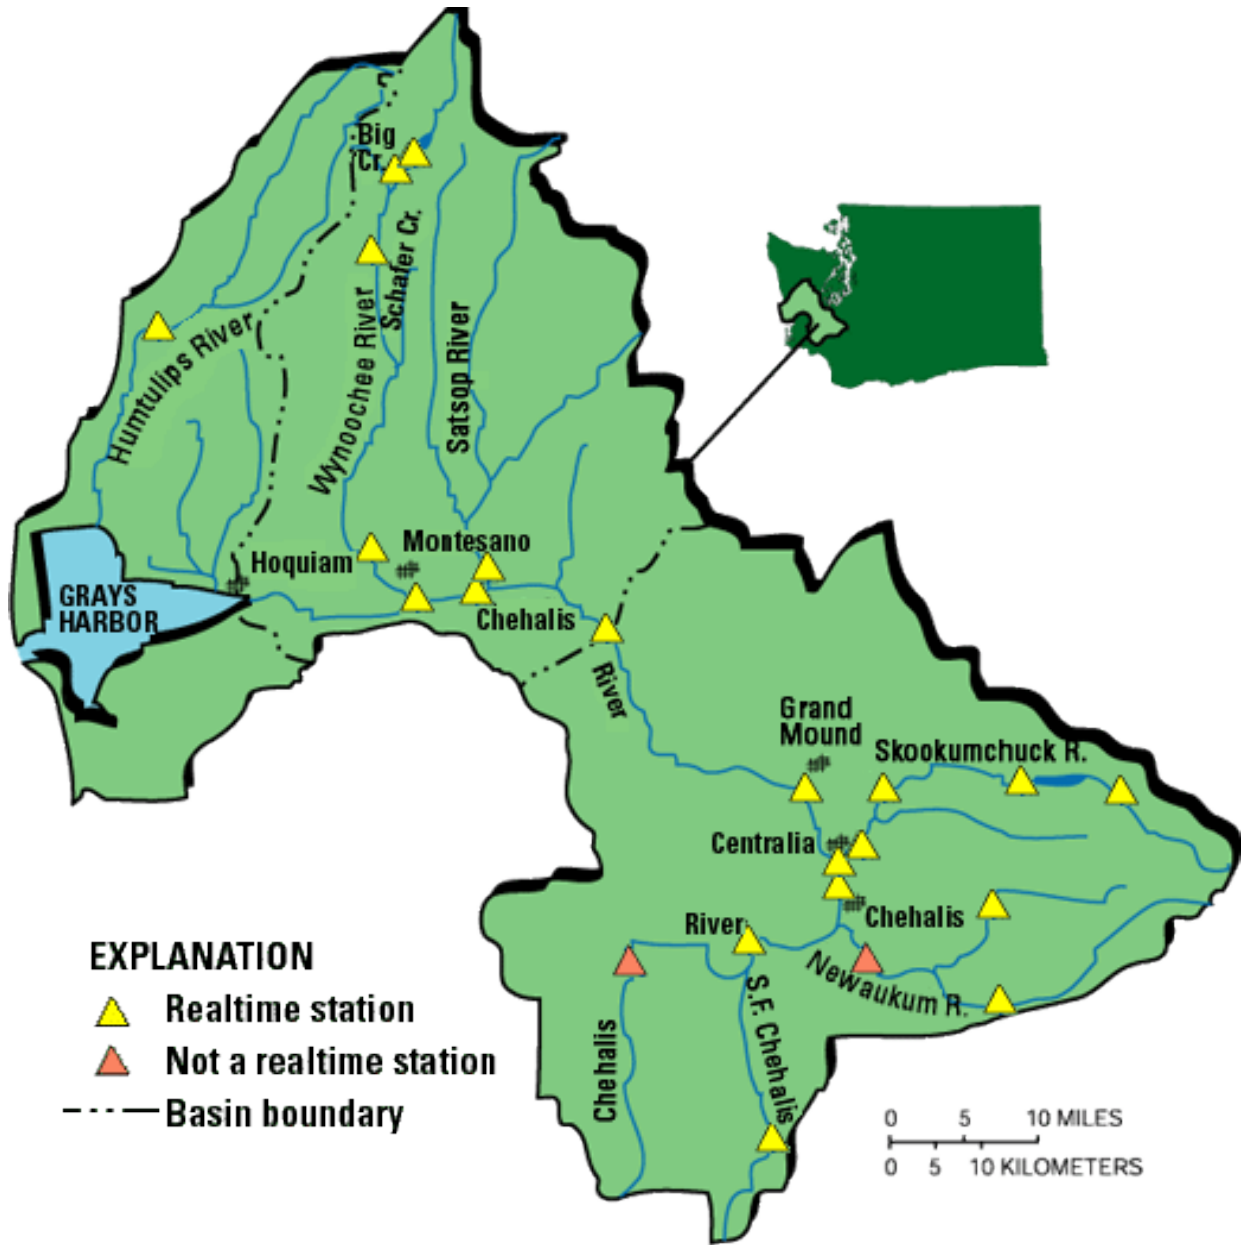 Big
Cr.
Schafer Cr.
Humtulips River
Wynoochee River
Satsop River
Hoquiam
Montesano
GRAYS
HARBOR
Chehalis
River
Grand
Mound
Skookumchuck R.
Centralia
Chehalis
River
Newaukum R.
S.F. Chehalis
Chehalis
EXPLANATION
Realtime station
Not a realtime station
Basin boundary
0 5 10 MILES
0 5 10 KILOMETERS